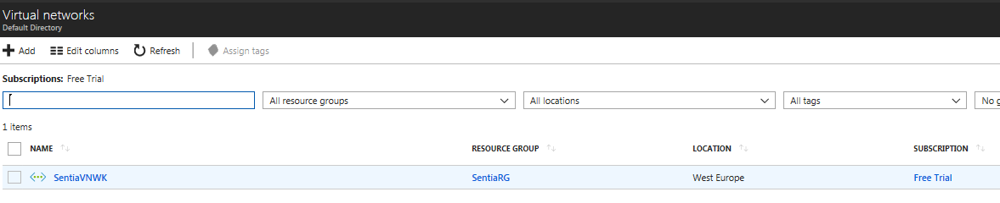 Virtual networks
Default Directory
Add Edit columns Refresh Assign tags
Subscriptions: Free Trial
All resource groups All locations All tags No g
1 items
NAME RESOURCE GROUP LOCATION SUBSCRIPTION
SentiaVNWK SentiaRG West Europe Free Trial